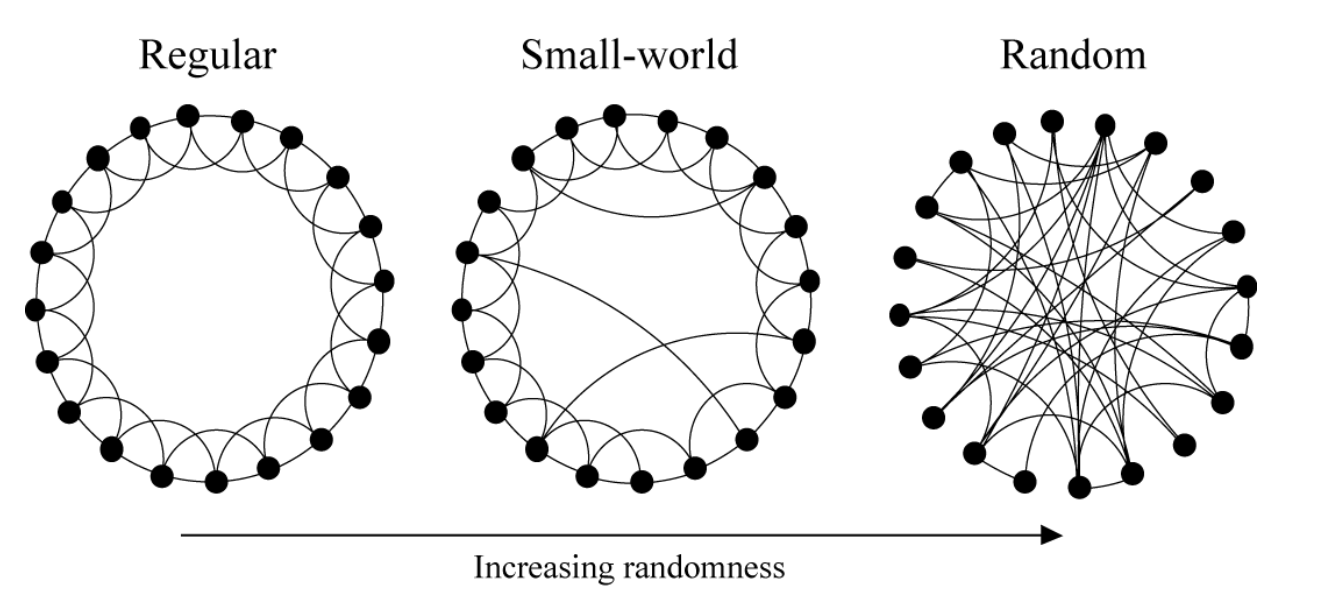 Regular
Small-world
Random
Increasing randomness